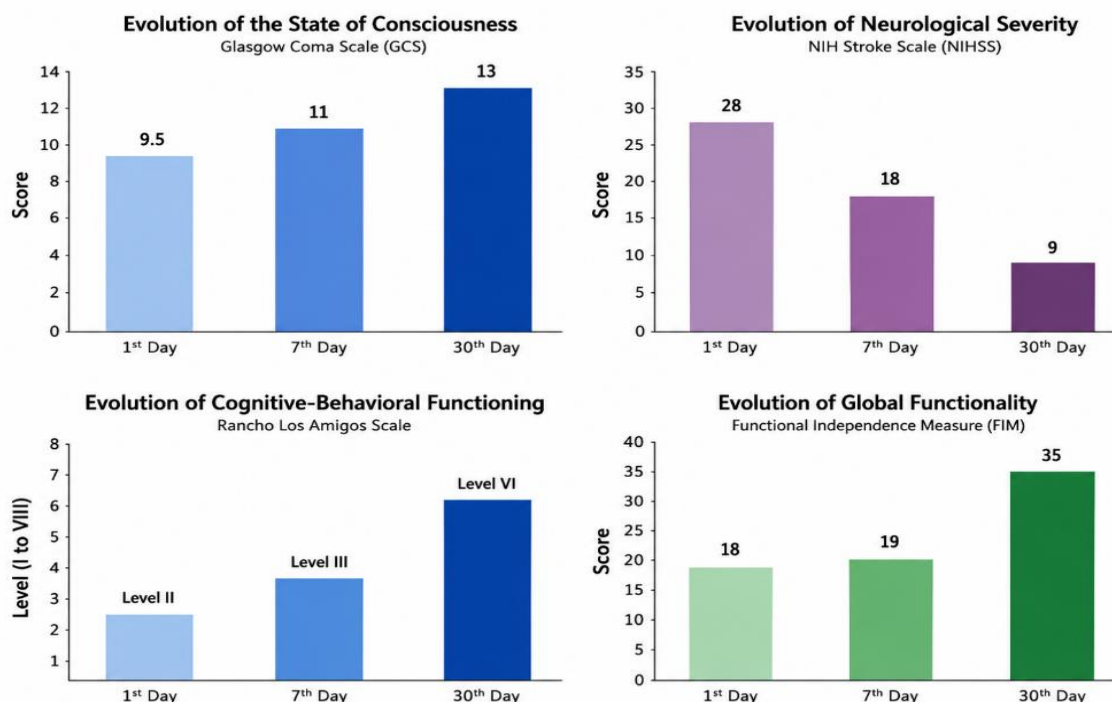 Evolution of the State of Consciousness
Glasgow Coma Scale (GCS)
14
12
10
8
6
4
2
0
Score
9.5
11
13
1st Day
7th Day
30th Day
Evolution of Neurological Severity
NIH Stroke Scale (NIHSS)
35
30
25
20
15
10
5
0
Score
28
18
9
1st Day
7th Day
30th Day
Evolution of Cognitive-Behavioral Functioning
Rancho Los Amigos Scale
8
7
6
4
3
2
1
Level (I to VIII)
Level II
Level III
Level VI
1st Day
7th Day
30th Day
Evolution of Global Functionality
Functional Independence Measure (FIM)
40
35
30
25
20
15
10
5
0
Score
18
19
35
1st Day
7th Day
30th Day